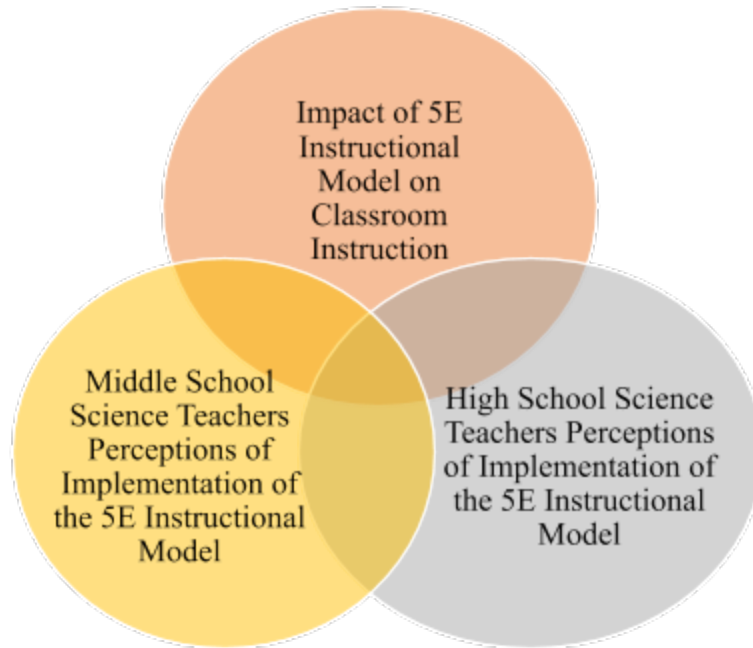 Impact of 5E
Instructional
Model on
Classroom
Instruction
Middle School
Science Teachers
Perceptions of
Implementation of
the 5E Instructional
Model
High School Science
Teachers Perceptions
of Implementation of
the 5E Instructional
Model